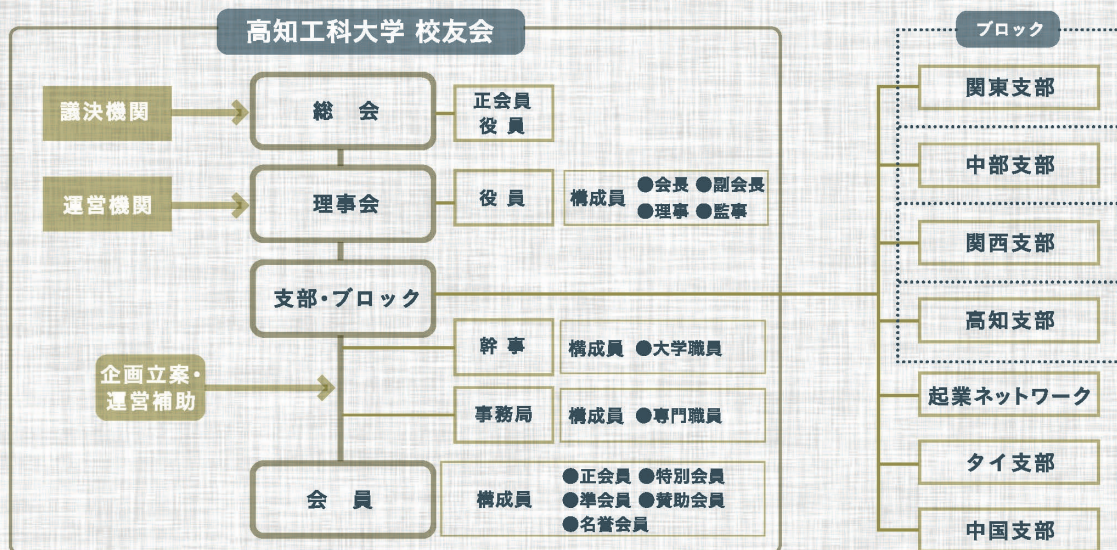 高知工科大学 校友会
議決機関
総 会
正会員
役 員
運営機関
理事会
役 員
構成員
●会長 ●副会長
●理事 ●監事
支部・ブロック
幹 事
構成員 ●大学職員
企画立案・
運営補助
事務局
構成員 ●専門職員
会 員
構成員
●正会員 ●特別会員
●準会員 ●賛助会員
●名誉会員
ブロック
関東支部
中部支部
関西支部
高知支部
起業ネットワーク
タイ支部
中国支部